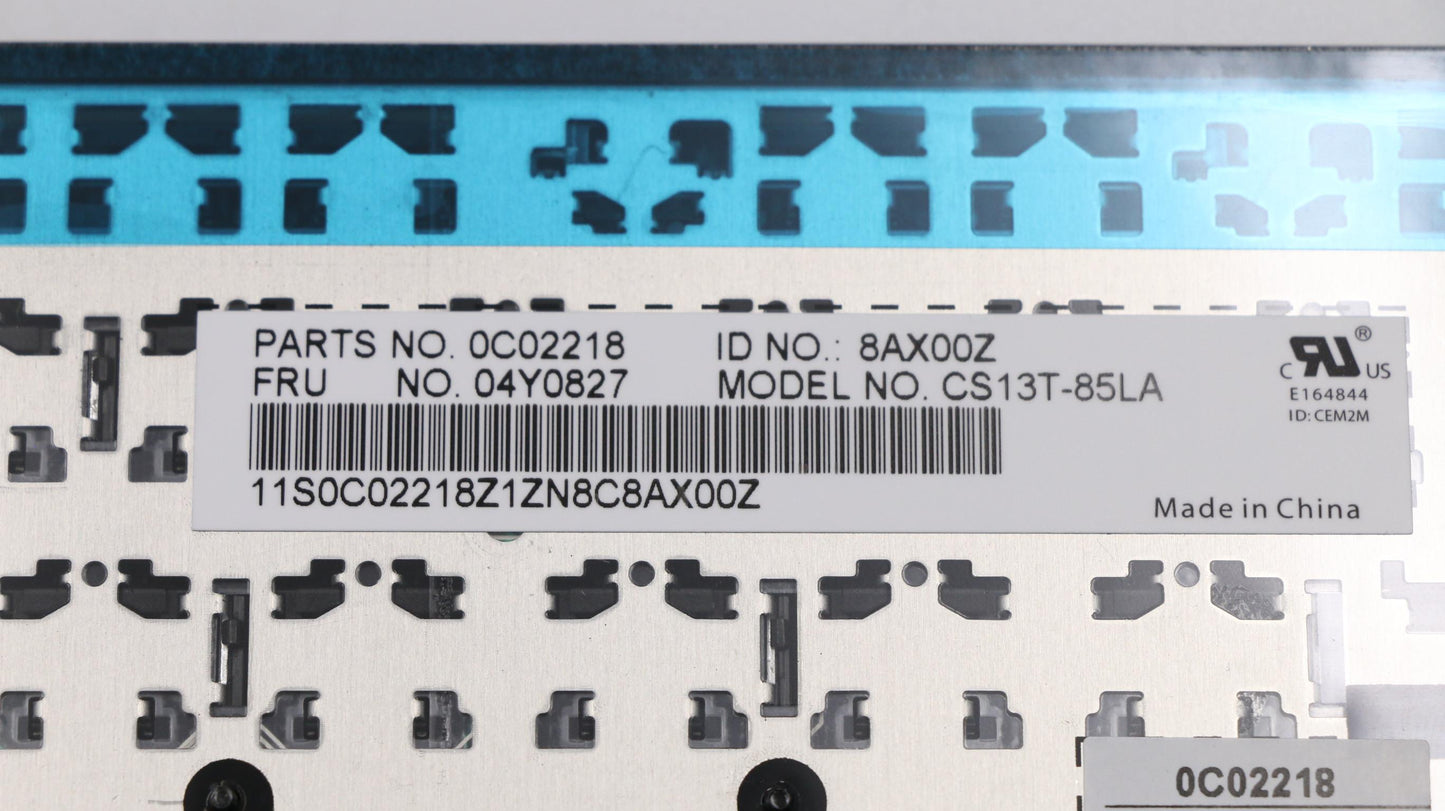 PARTS NO. 0C02218 ID NO.: 8AX00Z
FRU NO. 04Y0827 MODEL NO. CS13T-85LA
11S0C02218Z1ZN8C8AX00Z
C RU ® US
E164844
ID: CEM2M
Made in China
0C02218